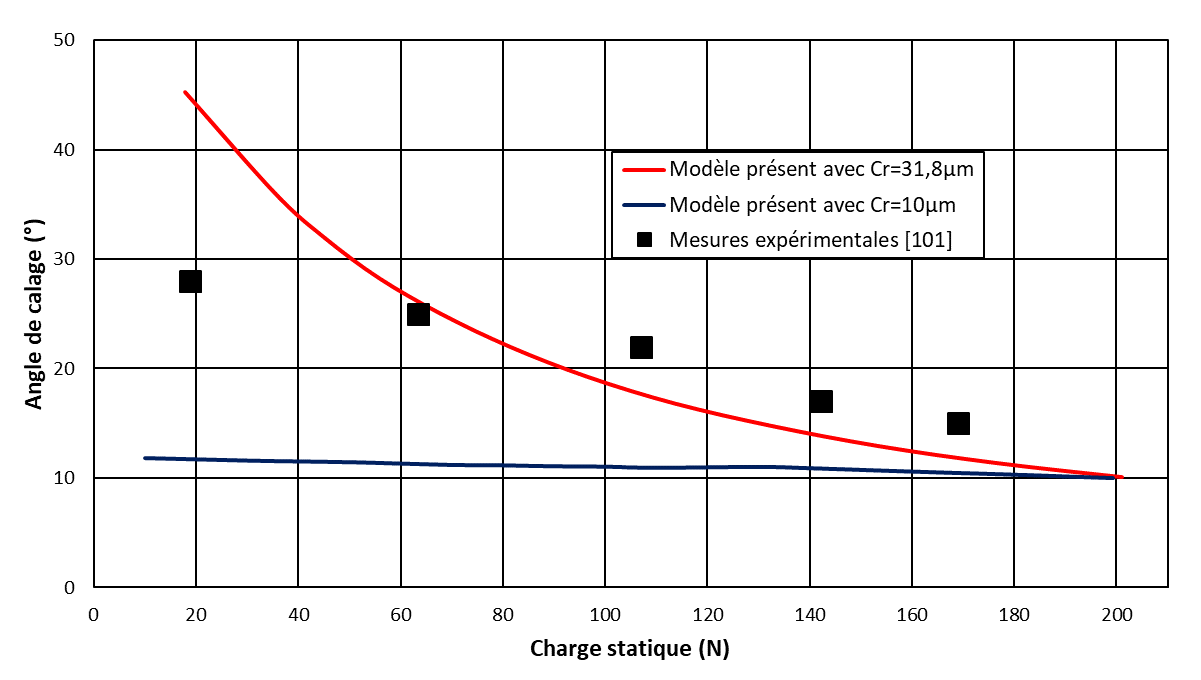 50
40
30
20
10
0
Angle de calage (°)
Modèle présent avec Cr=31,8µm
Modèle présent avec Cr=10µm
Mesures expérimentales [101]
0 20 40 60 80 100 120 140 160 180 200
Charge statique (N)